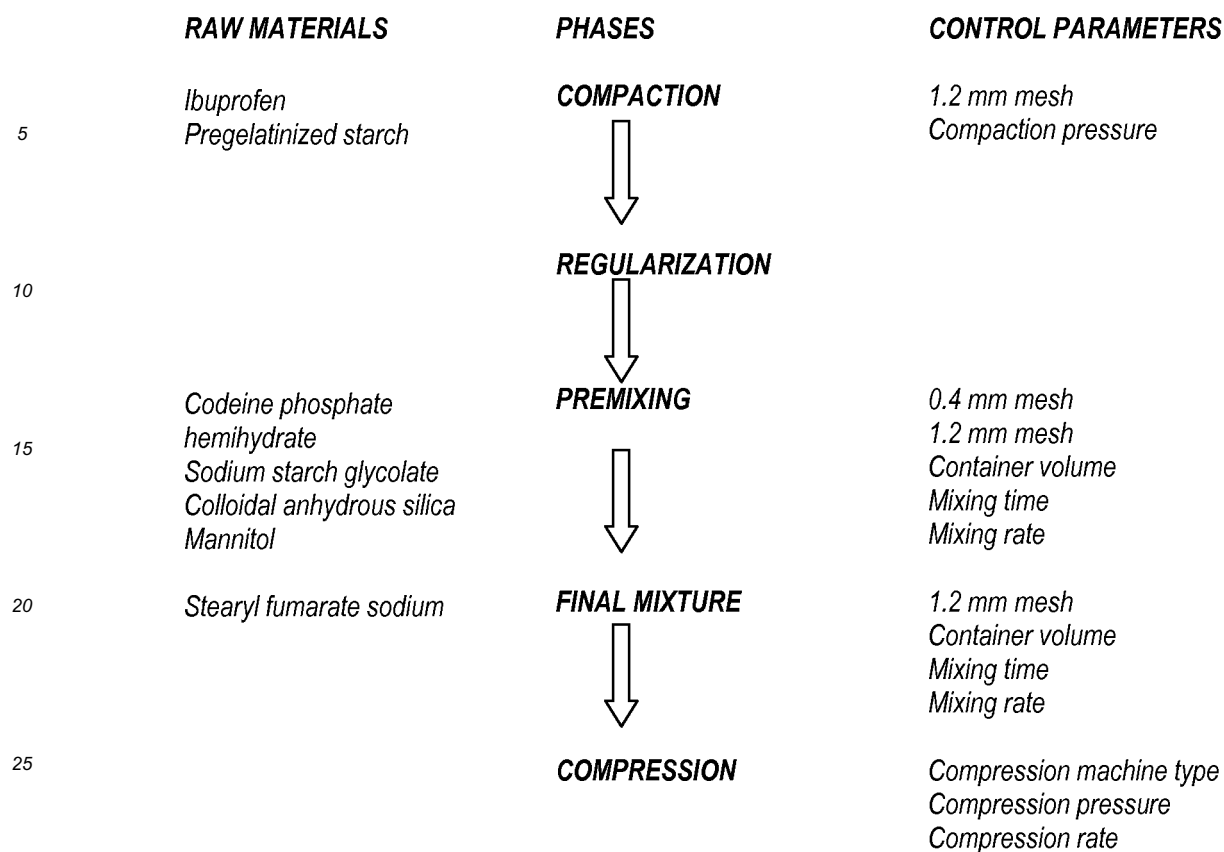 RAW MATERIALS PHASES CONTROL PARAMETERS
Ibuprofen COMPACTION 1.2 mm mesh
5 Pregelatinized starch Compaction pressure
REGULARIZATION
10
Codeine phosphate PREMIXING 0.4 mm mesh
15 hemihydrate 1.2 mm mesh
Sodium starch glycolate Container volume
Colloidal anhydrous silica Mixing time
Mannitol Mixing rate
20 Stearyl fumarate sodium FINAL MIXTURE 1.2 mm mesh
Container volume
Mixing time
Mixing rate
25 COMPRESSION Compression machine type
Compression pressure
Compression rate